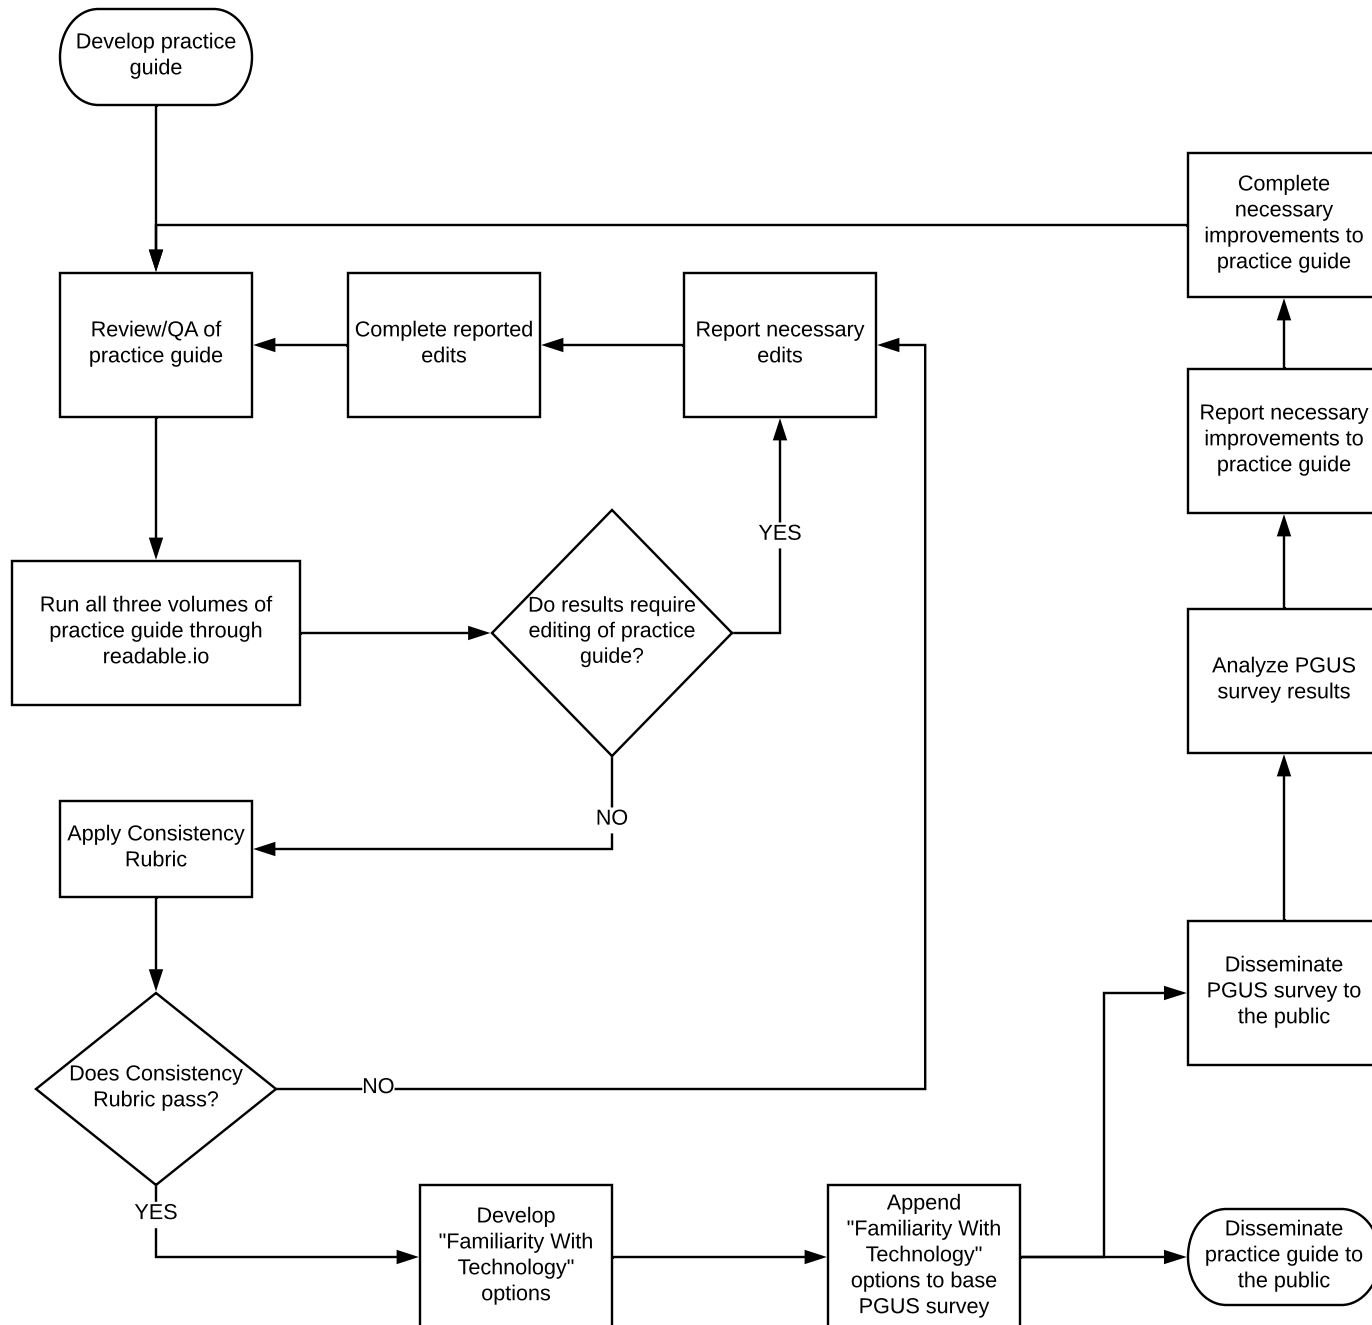 Develop practice
guide
Complete
necessary
improvements to
practice guide
Review/QA of
practice guide
Complete reported
edits
Report necessary
edits
Report necessary
improvements to
practice guide
YES
Run all three volumes of
practice guide through
readable.io
Do results require
editing of practice
guide?
Analyze PGUS
survey results
NO
Apply Consistency
Rubric
Disseminate
PGUS survey to
the public
Does Consistency
Rubric pass?
NO
YES
Develop
"Familiarity With
Technology"
options
Append
"Familiarity With
Technology"
options to base
PGUS survey
Disseminate
practice guide to
the public